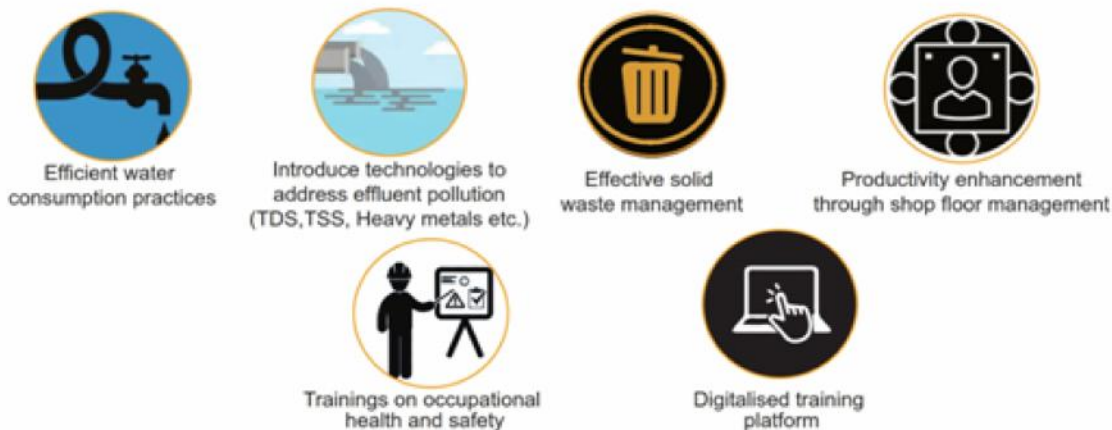 Efficient water
consumption practices
Introduce technologies to
address effluent pollution
(TDS,TSS, Heavy metals etc.)
Effective solid
waste management
Productivity enhancement
through shop floor management
Trainings on occupational
health and safety
Digitalised training
platform